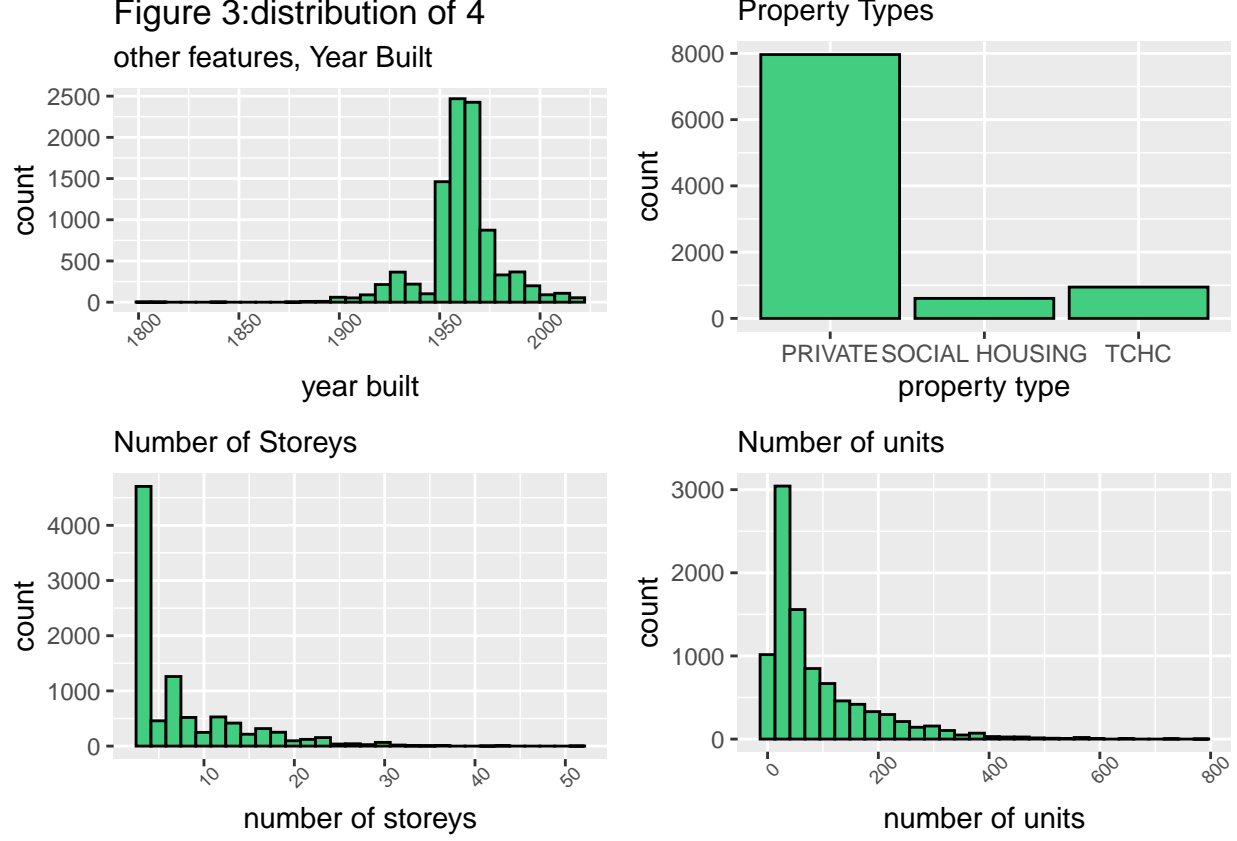 Figure 3:distribution of 4
other features, Year Built
count
2500
2000
1500
1000
500
0
1800
1850
1900
1950
2000
year built
Property Types
count
8000
6000
4000
2000
0
PRIVATE
SOCIAL HOUSING
TCHC
property type
Number of Storeys
count
4000
3000
2000
1000
0
10
20
30
40
50
number of storeys
Number of units
count
3000
2000
1000
0
0
200
400
600
800
number of units